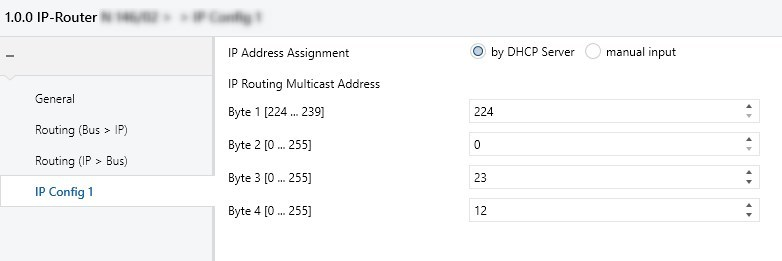 1.0.0 IP-Router
General
Routing (Bus > IP)
Routing (IP > Bus)
IP Config 1
IP Address Assignment by DHCP Server manual input
IP Routing Multicast Address
Byte 1 [224 ... 239] 224
Byte 2 [0 ... 255] 0
Byte 3 [0 ... 255] 23
Byte 4 [0 ... 255] 12